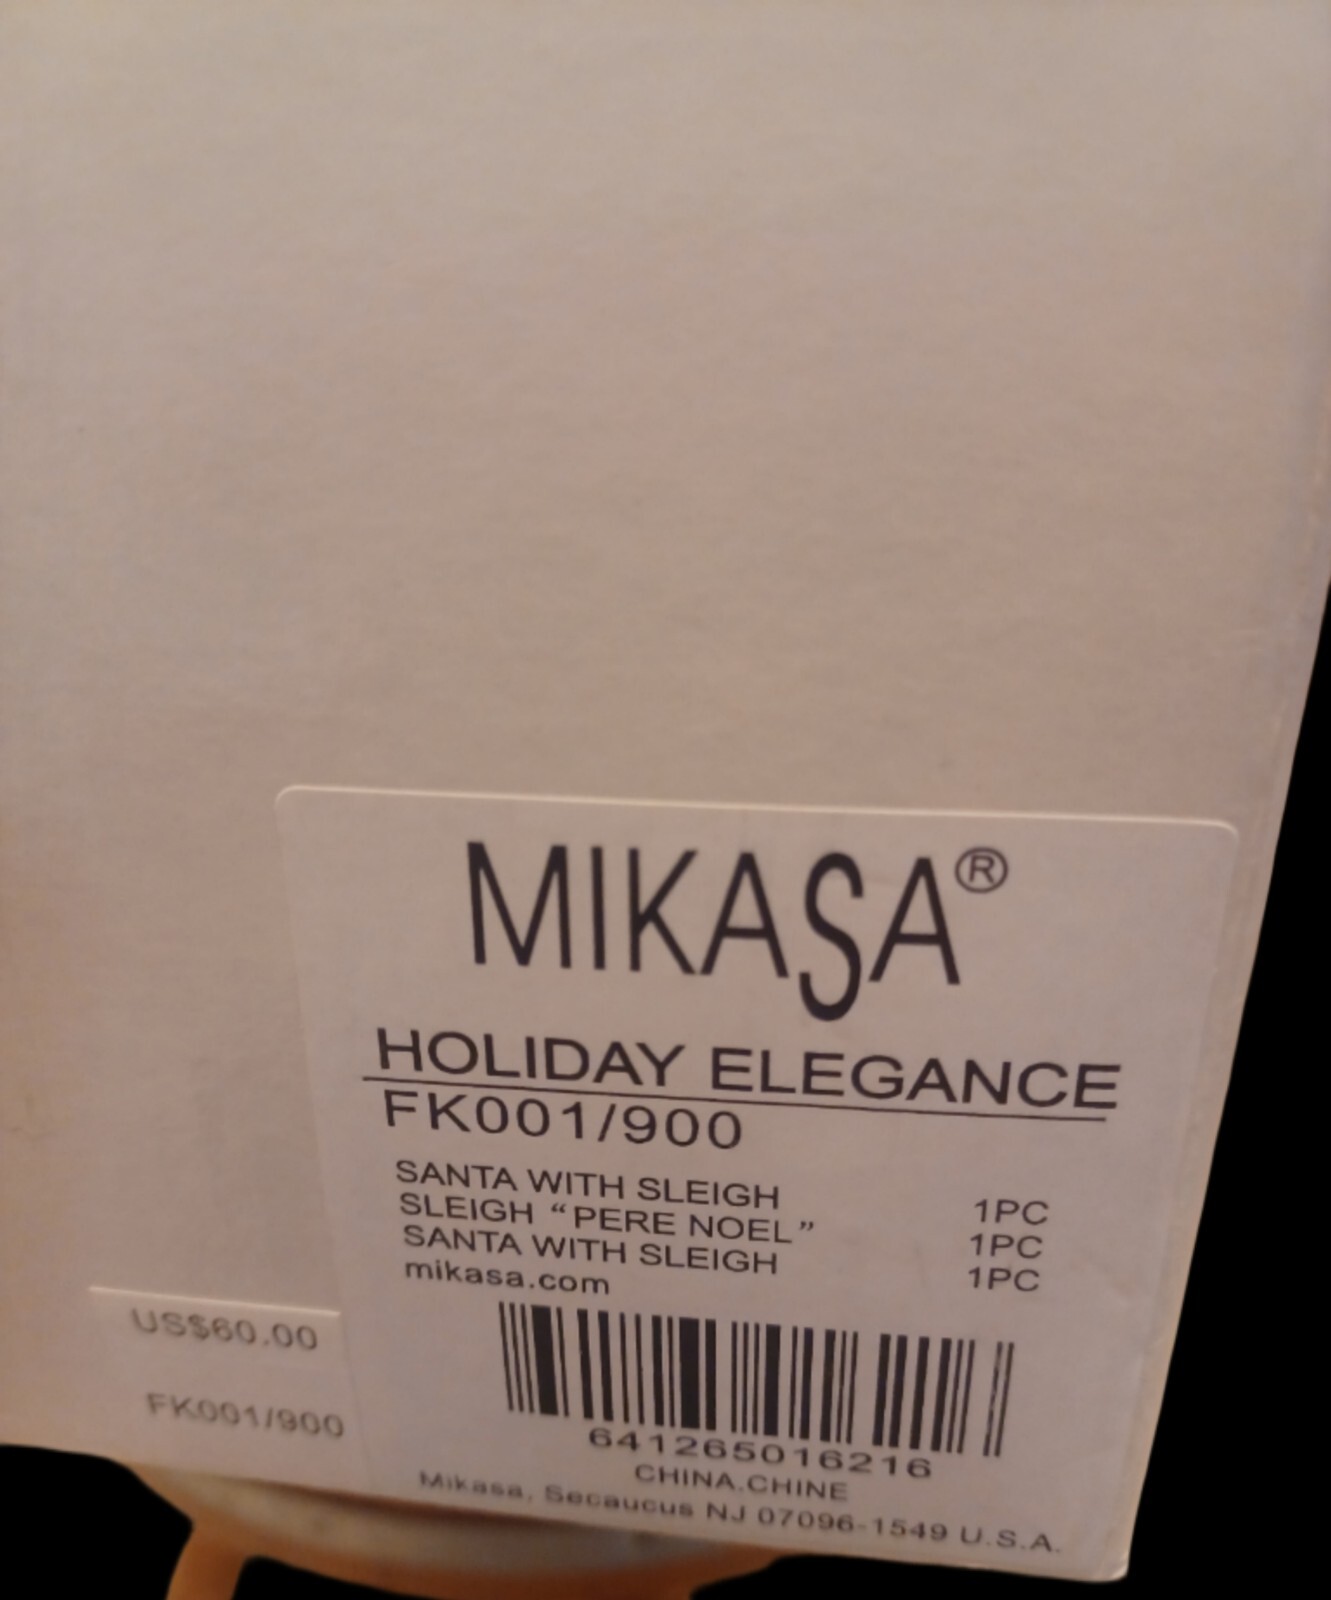 MIKASA®
HOLIDAY ELEGANCE
FK001/900
SANTA WITH SLEIGH 1PC
SLEIGH “PERE NOEL” 1PC
SANTA WITH SLEIGH 1PC
mikasa.com
641265016216
CHINA.CHINE
Mikasa, Secaucus NJ 07096-1549 U.S.A.
US$60.00
FK001/900